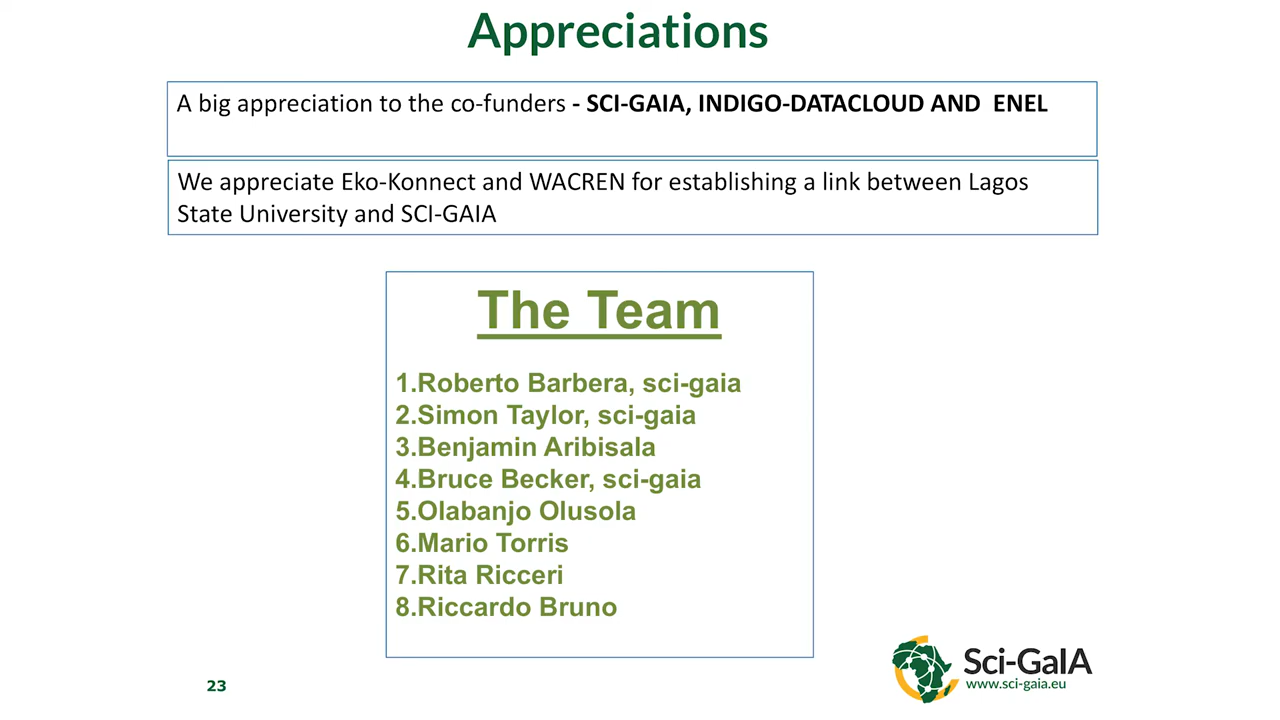 Appreciations
A big appreciation to the co-funders - SCI-GAIA, INDIGO-DATACLOUD AND  ENEL
We appreciate Eko-Konnect and WACREN for establishing a link between Lagos
State University and SCI-GAIA
The Team
1.Roberto Barbera, sci-gaia
2.Simon Taylor, sci-gaia
3.Benjamin Aribisala
4.Bruce Becker, sci-gaia
5.Olabanjo Olusola
6.Mario Torris
7.Rita Ricceri
8.Riccardo Bruno
Sci-GaIA
www.sci-gaia.eu
23